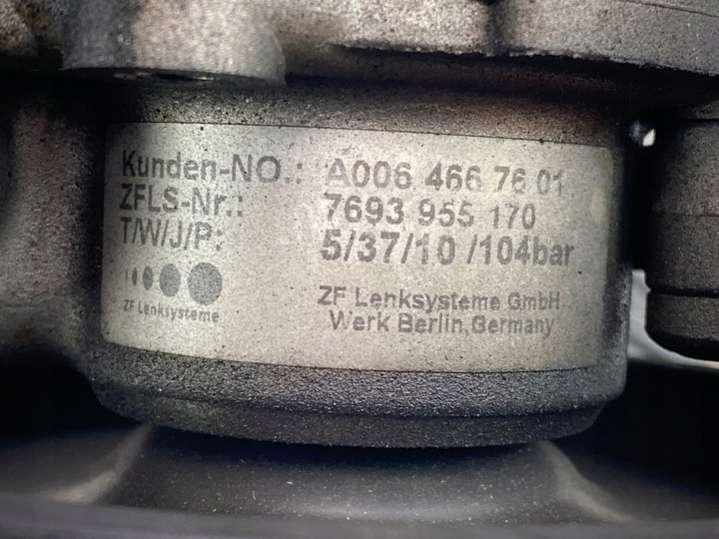 Kunden-NO.: A006 466 76 01
ZFLS-Nr.: 7693 955 170
T/W/J/P: 5/37/10 /104bar
ZF Lenksysteme
ZF Lenksysteme GmbH
Werk Berlin,Germany